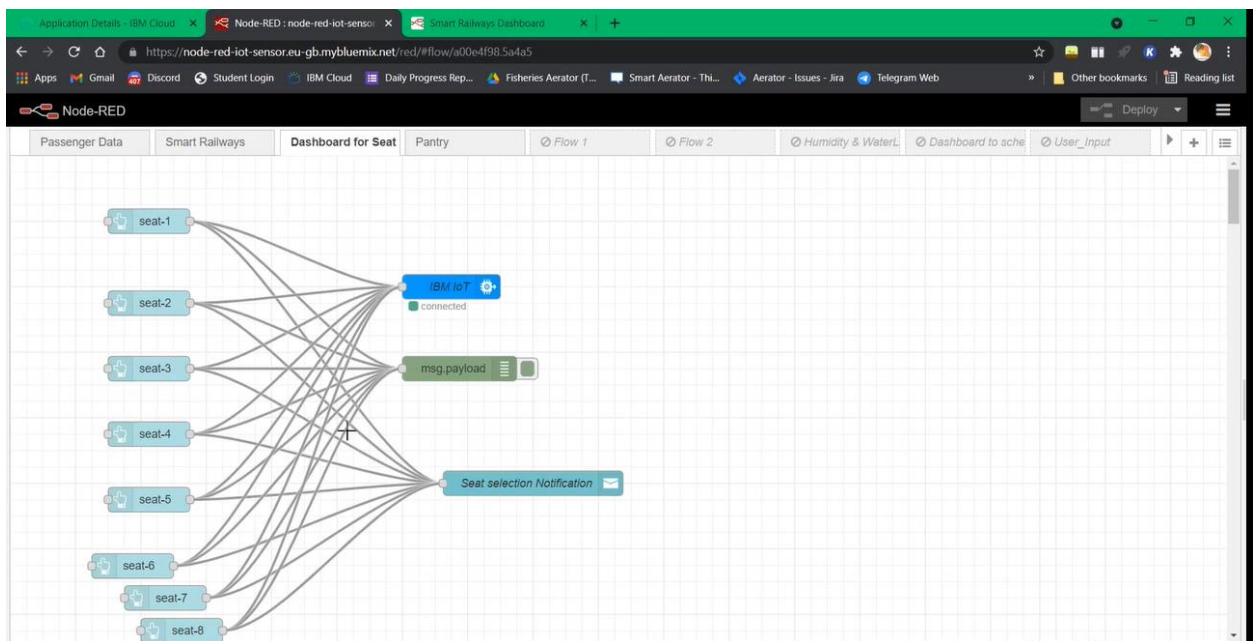 Application Details - IBM Cloud
Node-RED : node-red-iot-sensor
Smart Railways Dashboard
https://node-red-iot-sensor.eu-gb.mybluemix.net/red/#flow/a00e4f98.5a4a5
K
Apps
Gmail
407
Discord
Student Login
IBM Cloud
Daily Progress Rep...
Fisheries Aerator (T...
Smart Aerator - Thi...
Aerator - Issues - Jira
Telegram Web
»
Other bookmarks
Reading list
Node-RED
Deploy
Passenger Data
Smart Railways
Dashboard for Seat
Pantry
Flow 1
Flow 2
Humidity & WaterL
Dashboard to sche
User_Input
seat-1
IBM IoT
seat-2
connected
seat-3
msg.payload
seat-4
Seat selection Notification
seat-5
seat-6
seat-7
seat-8